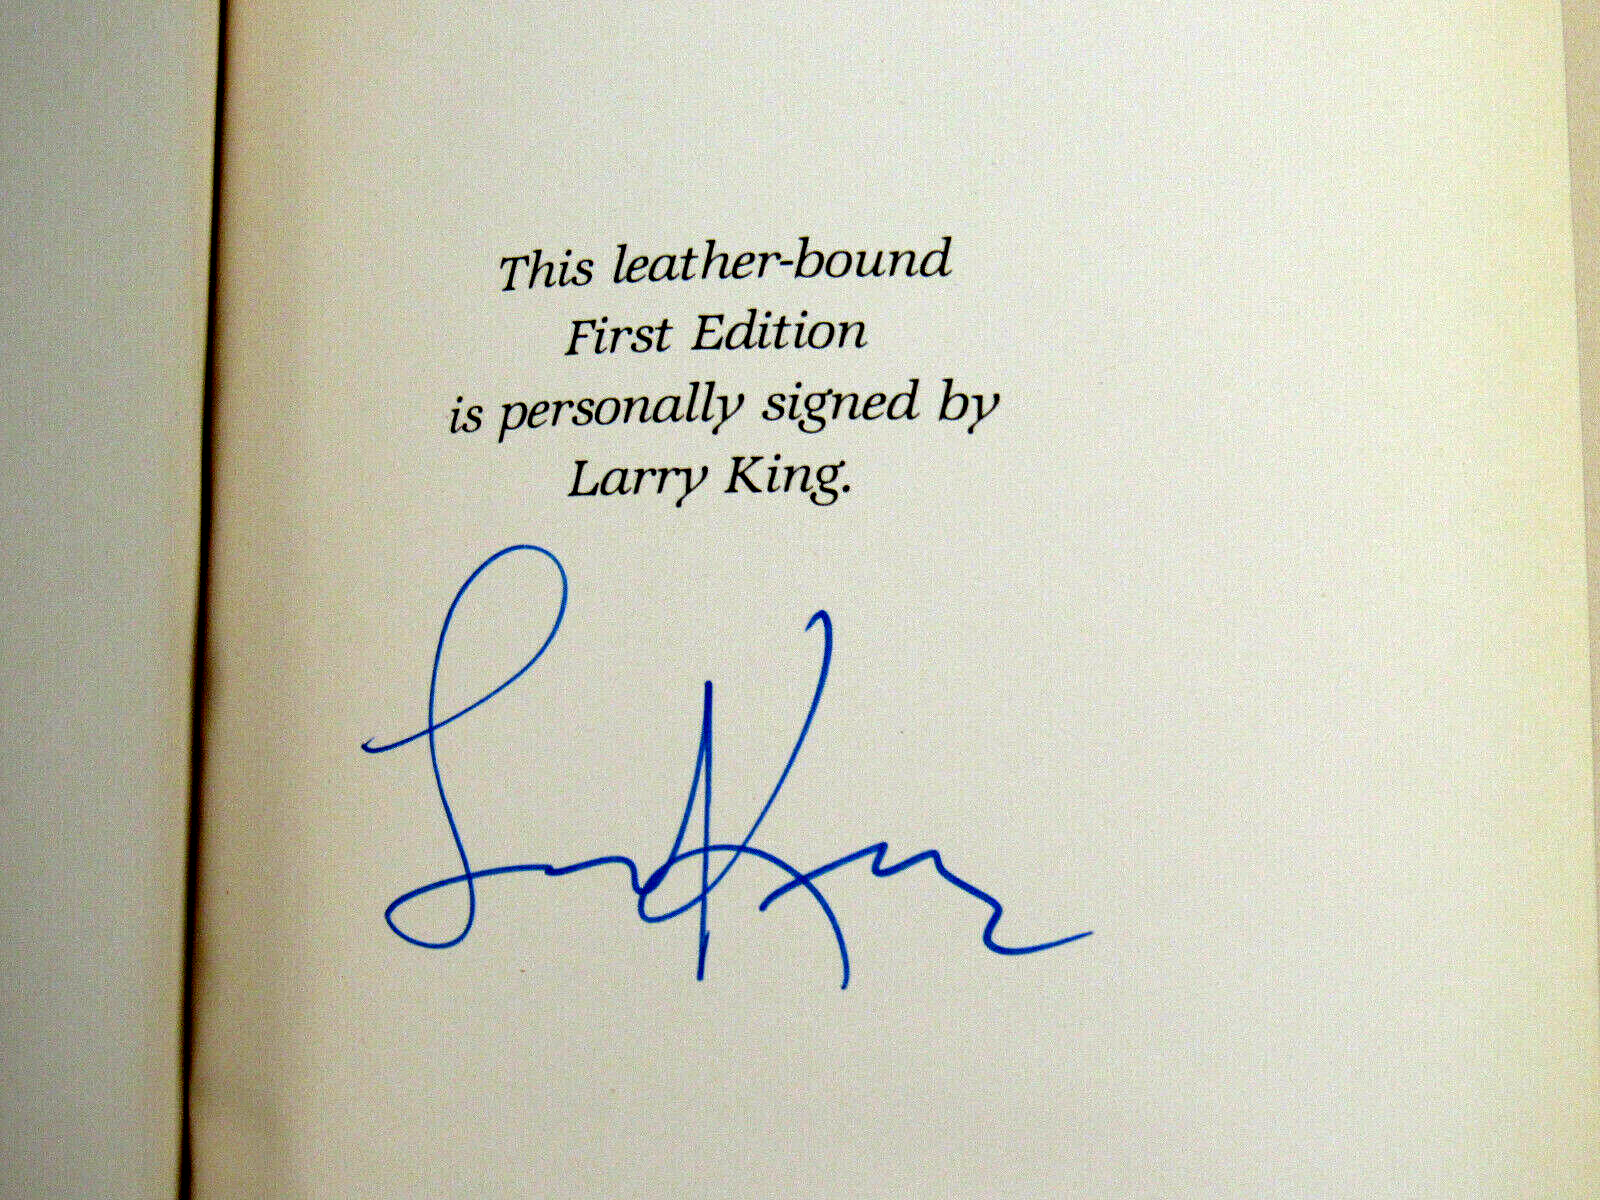 This leather-bound
First Edition
is personally signed by
Larry King.